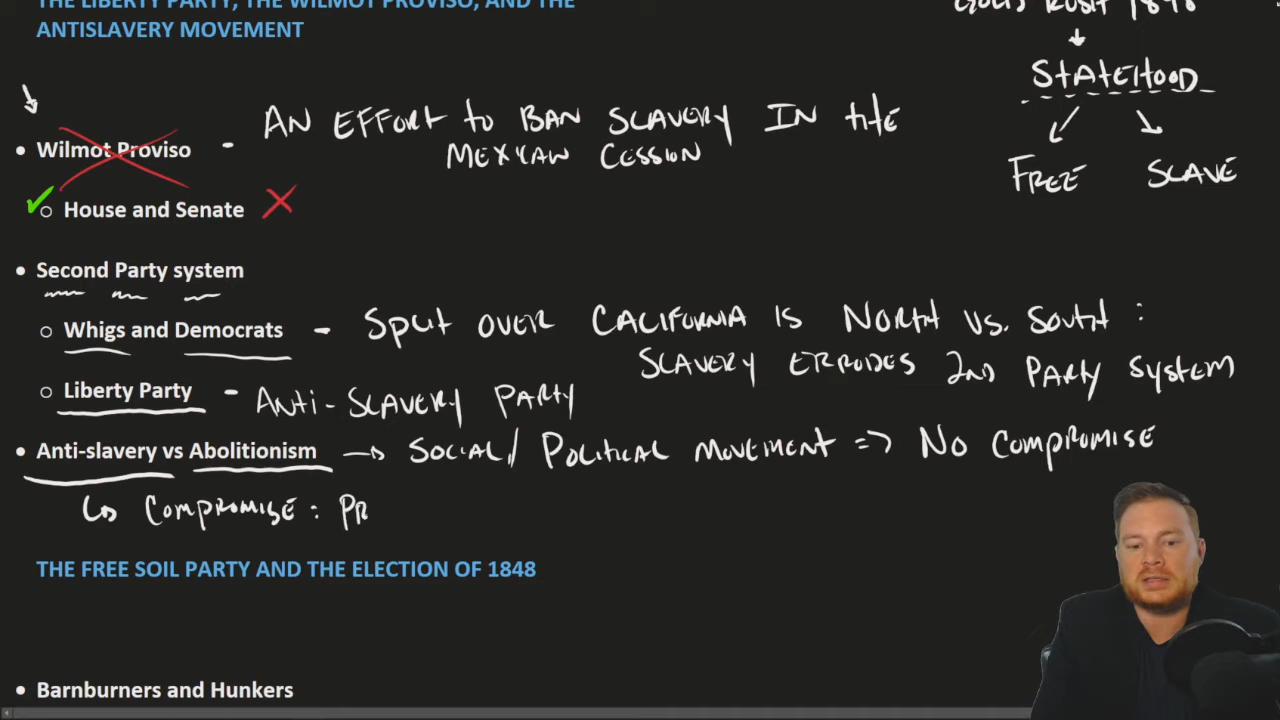 THE LIBERTY PARTY, THE WILMOT PROVISO, AND THE
ANTISLAVERY MOVEMENT
GOLD RUSH 1848
STATEHOOD
FREE SLAVE
• Wilmot Proviso - AN EFFORT to BAN SLAVERY IN tHE
MEXICAN CESSION
○ House and Senate
• Second Party system
○ Whigs and Democrats - Split OVER CALIFORNIA IS NORTH VS. SOUTH :
SLAVERY ERRODES 2ND PARTY SYSTEM
○ Liberty Party - ANTI-SLAVERY PARTY
• Anti-slavery vs Abolitionism → SOCIAL/POLITICAL MOVEMENT => NO COMPROMISE
↳ COMPROMISE : PR
THE FREE SOIL PARTY AND THE ELECTION OF 1848
• Barnburners and Hunkers